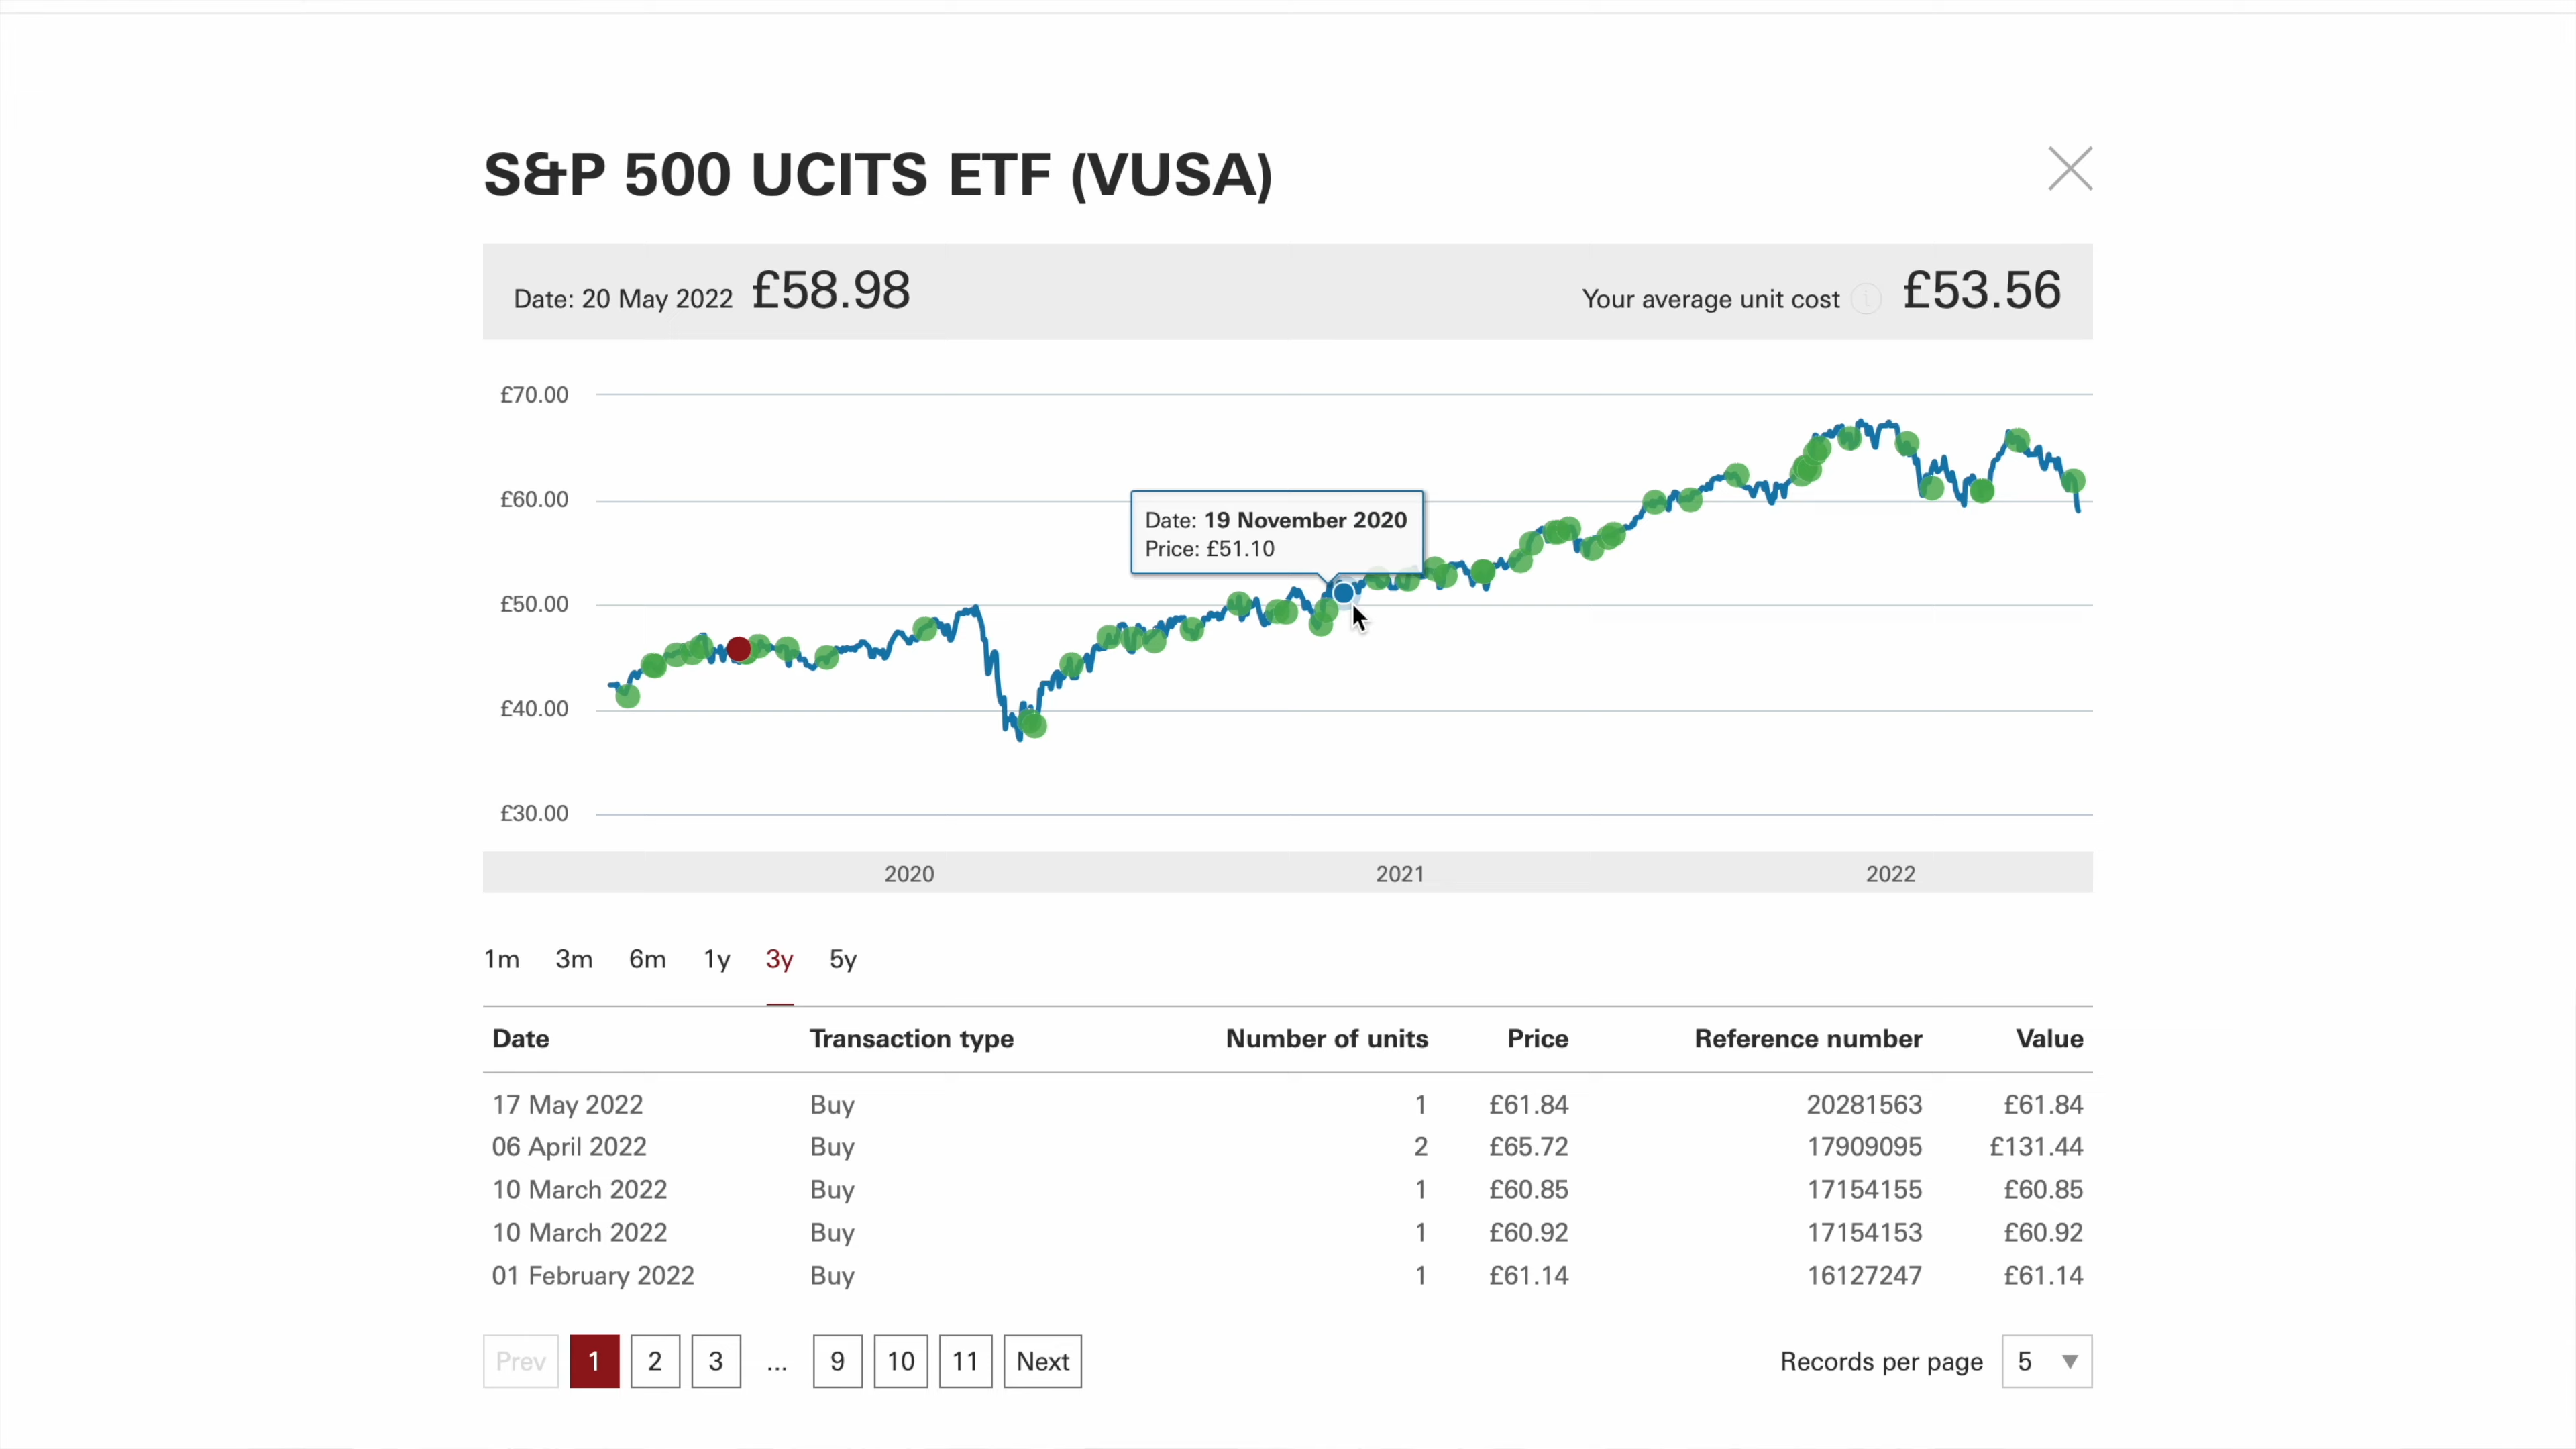 S&P 500 UCITS ETF (VUSA)
Date: 20 May 2022 £58.98
Your average unit cost i £53.56
£70.00
£60.00
£50.00
£40.00
£30.00
Date: 19 November 2020
Price: £51.10
2020 2021 2022
1m 3m 6m 1y 3y 5y
Date Transaction type Number of units Price Reference number Value
17 May 2022 Buy 1 £61.84 20281563 £61.84
06 April 2022 Buy 2 £65.72 17909095 £131.44
10 March 2022 Buy 1 £60.85 17154155 £60.85
10 March 2022 Buy 1 £60.92 17154153 £60.92
01 February 2022 Buy 1 £61.14 16127247 £61.14
Prev 1 2 3 ... 9 10 11 Next
Records per page 5